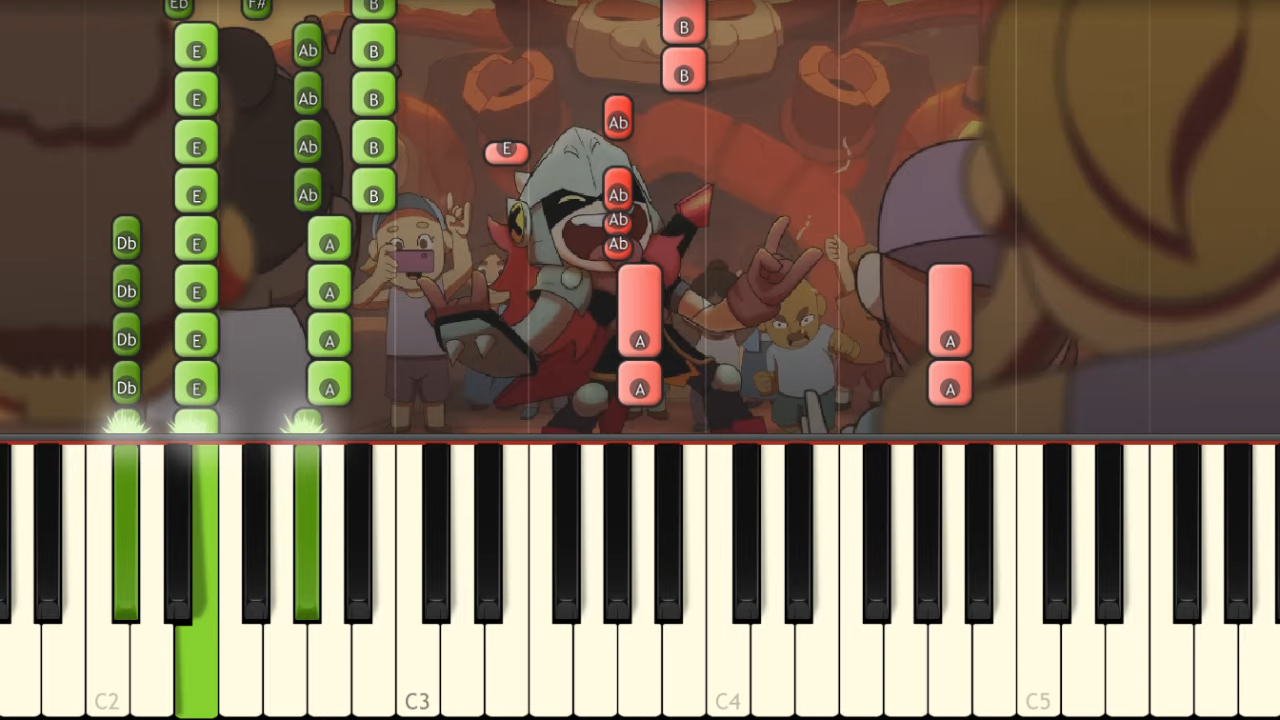 Eb F# B B
E Ab B B
E Ab B Ab
E Ab B E
E Ab B Ab
Ab
Db E A Ab
Db E A
Db E A A A
Db E A A A
C2 C3 C4 C5